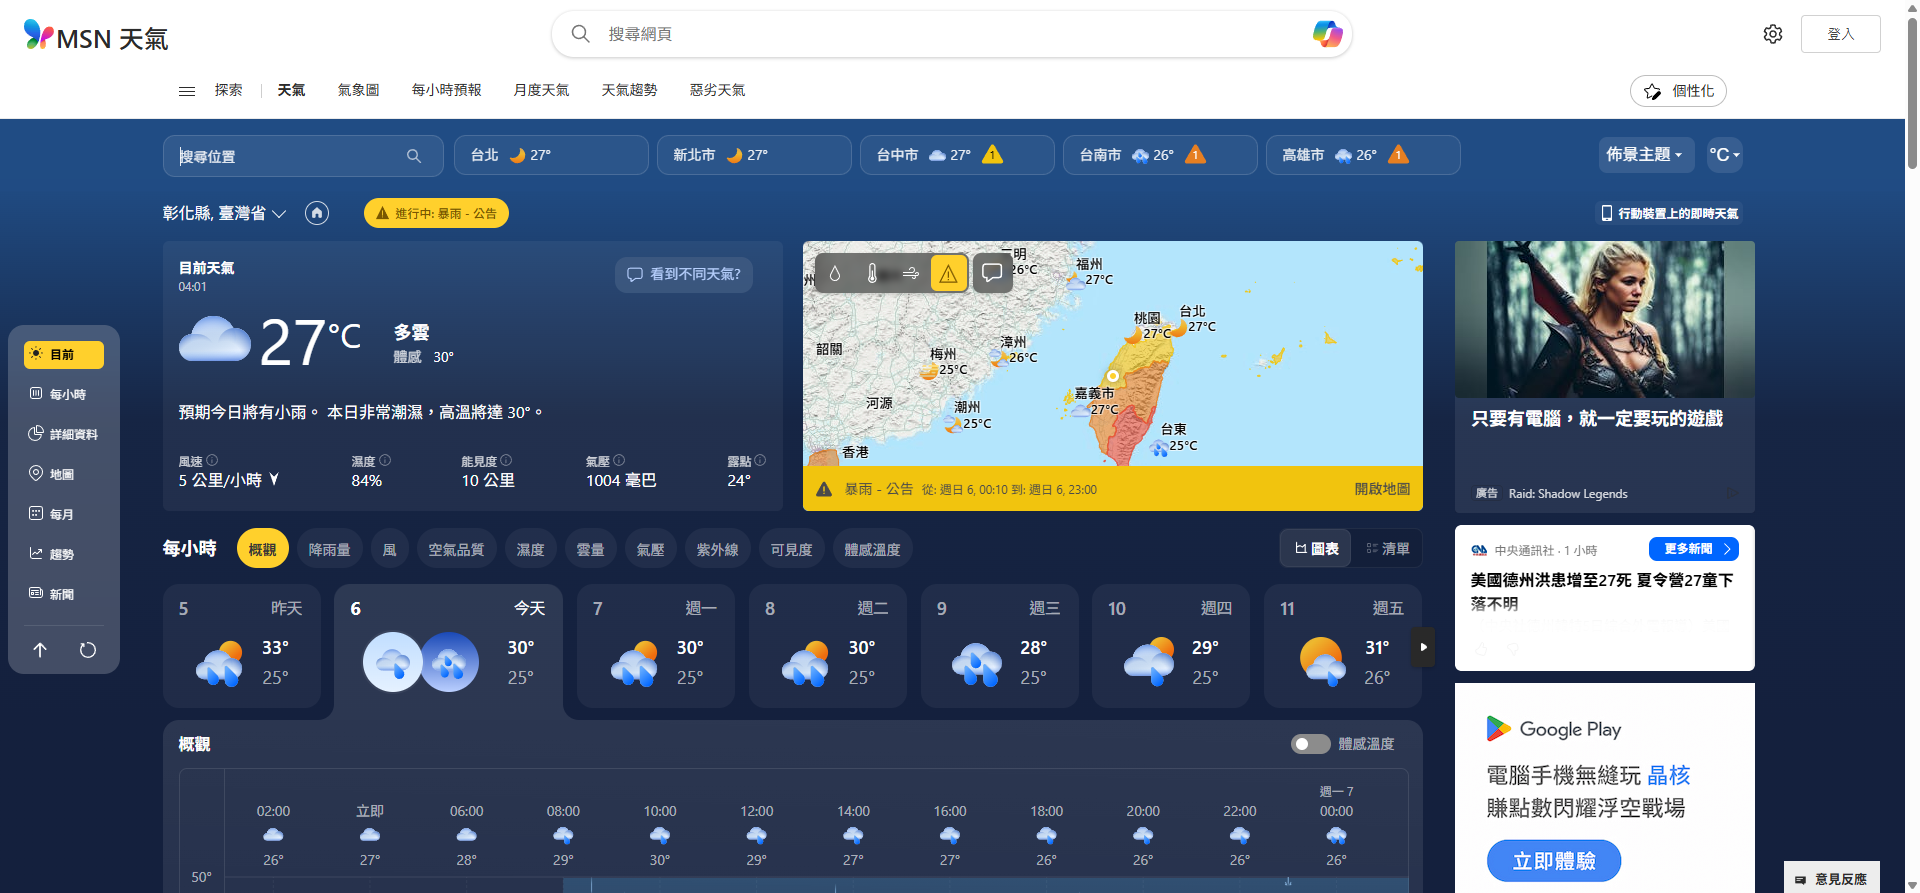 MSN 天氣
搜尋網頁
登入
探索
天氣
氣象圖
每小時預報
月度天氣
天氣趨勢
惡劣天氣
個性化
搜尋位置
台北 27°
新北市 27°
台中市 27° 1
台南市 26° 1
高雄市 26° 1
佈景主題
°C
彰化縣, 臺灣省
進行中: 暴雨 - 公告
行動裝置上的即時天氣
目前天氣
04:01
看到不同天氣?
27°C
多雲
體感 30°
預期今日將有小雨。 本日非常潮濕，高溫將達 30°。
風速
5 公里/小時
濕度
84%
能見度
10 公里
氣壓
1004 毫巴
露點
24°
目前
每小時
詳細資料
地圖
每月
趨勢
新聞
三明
26°C
福州
27°C
台北
27°C
桃園
27°C
韶關
梅州
25°C
漳州
26°C
河源
潮州
25°C
嘉義市
27°C
台東
25°C
香港
暴雨 - 公告 從: 週日 6, 00:10 到: 週日 6, 23:00
開啟地圖
只要有電腦，就一定要玩的遊戲
廣告 Raid: Shadow Legends
每小時
概觀
降雨量
風
空氣品質
濕度
雲量
氣壓
紫外線
可見度
體感溫度
圖表
清單
5 昨天
33°
25°
6 今天
30°
25°
7 週一
30°
25°
8 週二
30°
25°
9 週三
28°
25°
10 週四
29°
25°
11 週五
31°
26°
中央通訊社 · 1 小時
更多新聞
美國德州洪患增至27死 夏令營27童下
落不明
概觀
體感溫度
週一 7
02:00 立即 06:00 08:00 10:00 12:00 14:00 16:00 18:00 20:00 22:00 00:00
26° 27° 28° 29° 30° 29° 27° 27° 26° 26° 26° 26°
50°
Google Play
電腦手機無縫玩 晶核
賺點數閃耀浮空戰場
立即體驗
意見反應